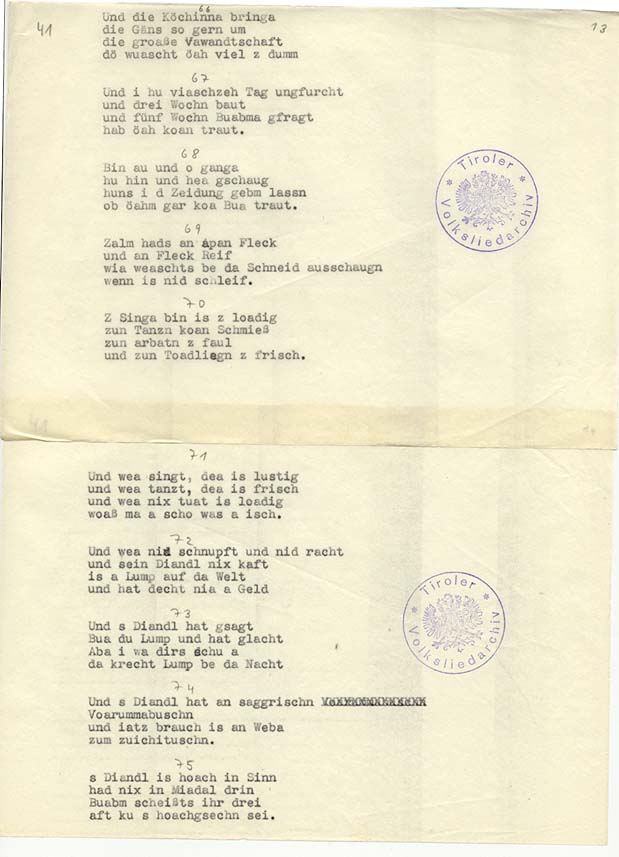 41
13
66
Und die Köchinna bringa
die Gäns so gern um
die groaße Vawandtschaft
dö wuascht öah viel z dumm
67
Und i hu viaschzeh Tag ungfurcht
und drei Wochn baut
und fünf Wochn Buabma gfragt
hab öah koan traut.
68
Bin au und o ganga
hu hin und hea gschaug
huns i d Zeidung gebm lassn
ob öahm gar koa Bua traut.
Tiroler
* Volksliedarchiv *
69
Zalm hads an apan Fleck
und an Fleck Reif
wia weaschts be da Schneid ausschaugn
wenn is nid schleif.
70
Z Singa bin is z loadig
zun Tanzn koan Schmieß
zun arbatn z faul
und zun Toadliegn z frisch.
41
14
71
Und wea singt, dea is lustig
und wea tanzt, dea is frisch
und wea nix tuat is loadig
woaß ma a scho was a isch.
72
Und wea nid schnupft und nid racht
und sein Diandl nix kaft
is a Lump auf da Welt
und hat decht nia a Geld
Tiroler
* Volksliedarchiv *
73
Und s Diandl hat gsagt
Bua du Lump und hat glacht
Aba i wa dirs schu a
da krecht Lump be da Nacht
74
Und s Diandl hat an saggrischn
Voarummabuschn
und iatz brauch is an Weba
zum zuichituschn.
75
s Diandl is hoach in Sinn
had nix in Miadal drin
Buabm scheißts ihr drei
aft ku s hoachgsechn sei.